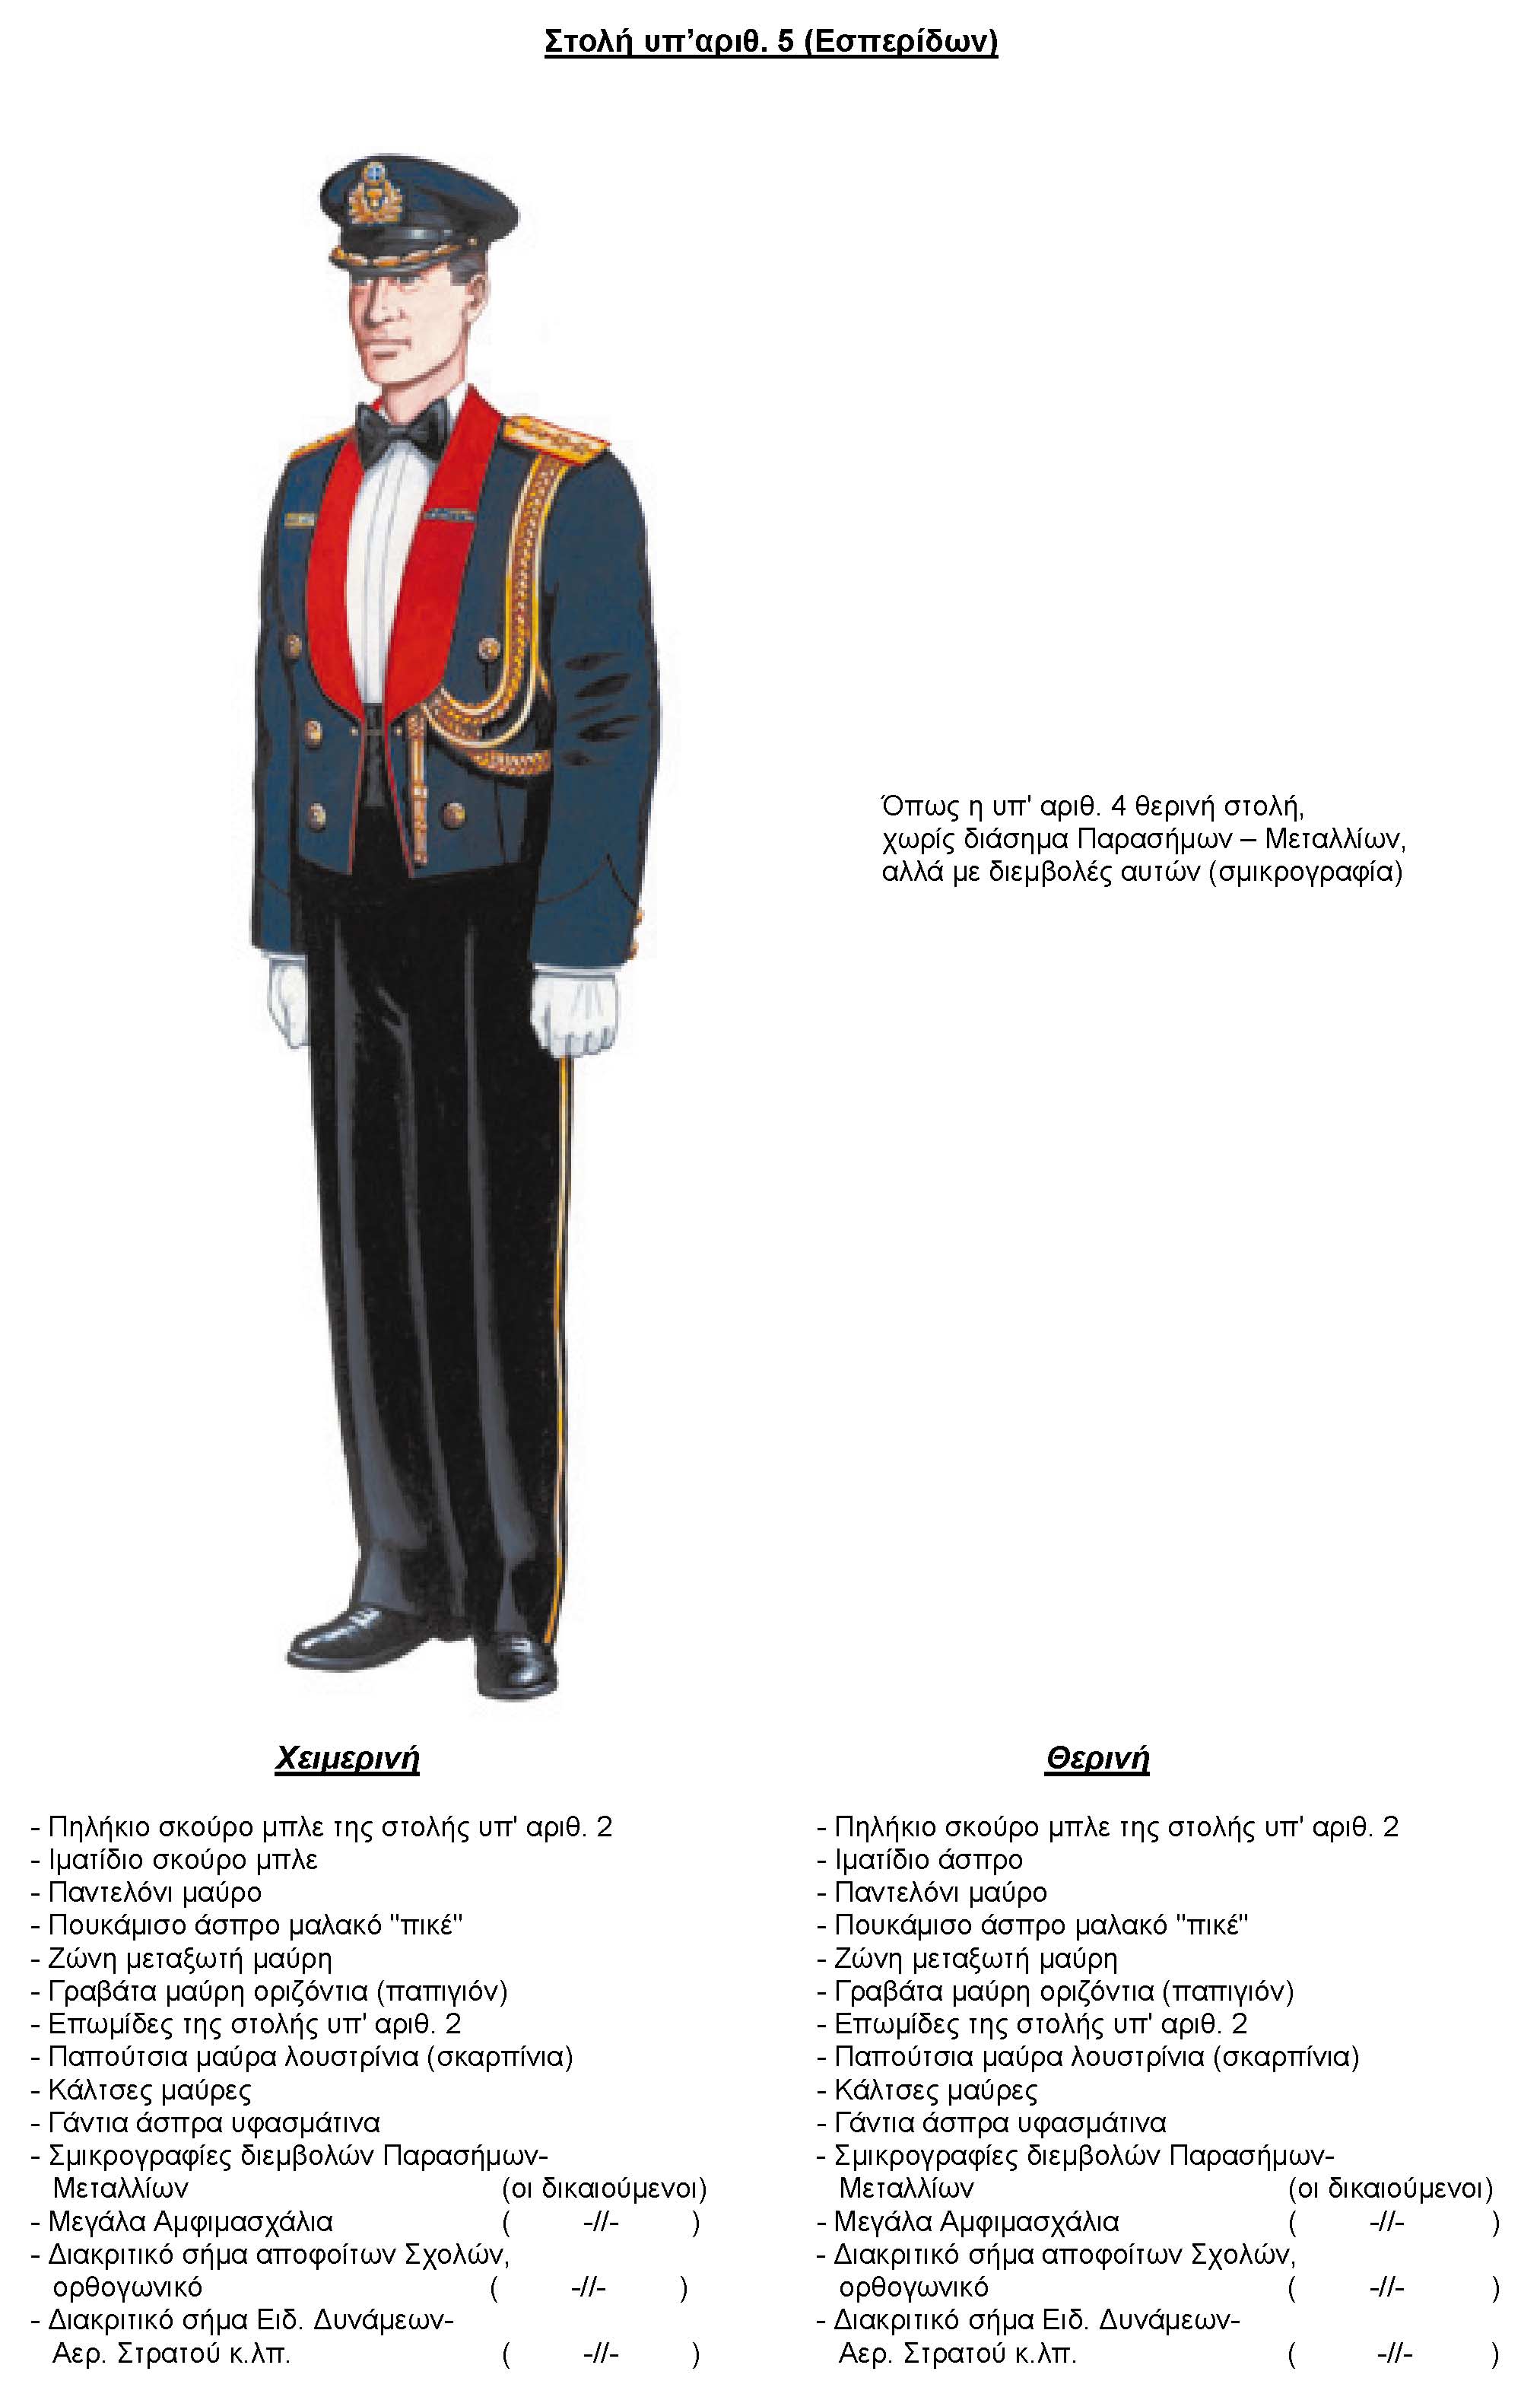 Στολή υπ’αριθ. 5 (Εσπερίδων)
Όπως η υπ' αριθ. 4 θερινή στολή,
χωρίς διάσημα Παρασήμων – Μεταλλίων,
αλλά με διεμβολές αυτών (σμικρογραφία)
Χειμερινή
- Πηλήκιο σκούρο μπλε της στολής υπ' αριθ. 2
- Ιματίδιο σκούρο μπλε
- Παντελόνι μαύρο
- Πουκάμισο άσπρο μαλακό "πικέ"
- Ζώνη μεταξωτή μαύρη
- Γραβάτα μαύρη οριζόντια (παπιγιόν)
- Επωμίδες της στολής υπ' αριθ. 2
- Παπούτσια μαύρα λουστρίνια (σκαρπίνια)
- Κάλτσες μαύρες
- Γάντια άσπρα υφασμάτινα
- Σμικρογραφίες διεμβολών Παρασήμων-
Μεταλλίων (οι δικαιούμενοι)
- Μεγάλα Αμφιμασχάλια ( -//- )
- Διακριτικό σήμα αποφοίτων Σχολών,
ορθογωνικό ( -//- )
- Διακριτικό σήμα Ειδ. Δυνάμεων-
Αερ. Στρατού κ.λπ. ( -//- )
Θερινή
- Πηλήκιο σκούρο μπλε της στολής υπ' αριθ. 2
- Ιματίδιο άσπρο
- Παντελόνι μαύρο
- Πουκάμισο άσπρο μαλακό "πικέ"
- Ζώνη μεταξωτή μαύρη
- Γραβάτα μαύρη οριζόντια (παπιγιόν)
- Επωμίδες της στολής υπ' αριθ. 2
- Παπούτσια μαύρα λουστρίνια (σκαρπίνια)
- Κάλτσες μαύρες
- Γάντια άσπρα υφασμάτινα
- Σμικρογραφίες διεμβολών Παρασήμων-
Μεταλλίων (οι δικαιούμενοι)
- Μεγάλα Αμφιμασχάλια ( -//- )
- Διακριτικό σήμα αποφοίτων Σχολών,
ορθογωνικό ( -//- )
- Διακριτικό σήμα Ειδ. Δυνάμεων-
Αερ. Στρατού κ.λπ. ( -//- )